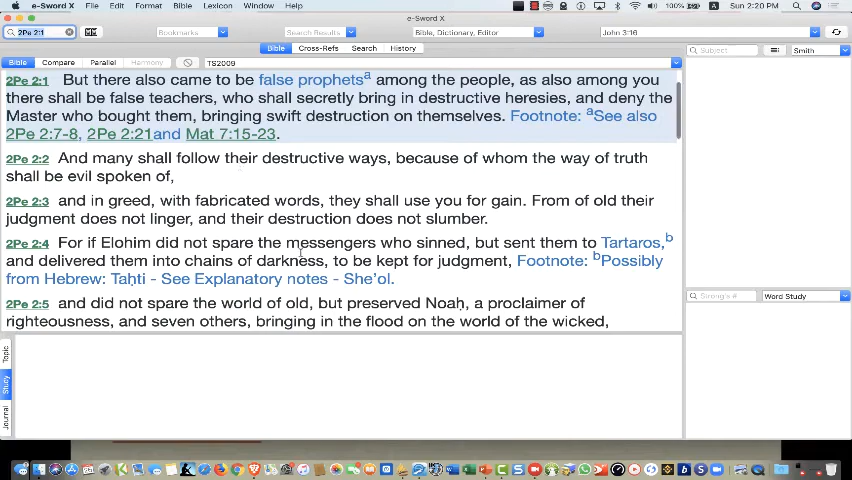 e-Sword X File Edit Format Bible Lexicon Window Help 100% Sun 2:20 PM
e-Sword X
2Pe 2:1 Bookmarks Search Results Bible, Dictionary, Editor John 3:16
Bible Cross-Refs Search History Subject Smith
Bible Compare Parallel Harmony TS2009
2Pe 2:1 But there also came to be false prophetsᵃ among the people, as also among you
there shall be false teachers, who shall secretly bring in destructive heresies, and deny the
Master who bought them, bringing swift destruction on themselves. Footnote: ᵃSee also
2Pe 2:7-8, 2Pe 2:21and Mat 7:15-23.
2Pe 2:2 And many shall follow their destructive ways, because of whom the way of truth
shall be evil spoken of,
2Pe 2:3 and in greed, with fabricated words, they shall use you for gain. From of old their
judgment does not linger, and their destruction does not slumber.
2Pe 2:4 For if Elohim did not spare the messengers who sinned, but sent them to Tartaros,ᵇ
and delivered them into chains of darkness, to be kept for judgment, Footnote: ᵇPossibly
from Hebrew: Taḥti - See Explanatory notes - She’ol.
2Pe 2:5 and did not spare the world of old, but preserved Noaḥ, a proclaimer of
righteousness, and seven others, bringing in the flood on the world of the wicked,
Strong's # Word Study
Topic
Study
Journal